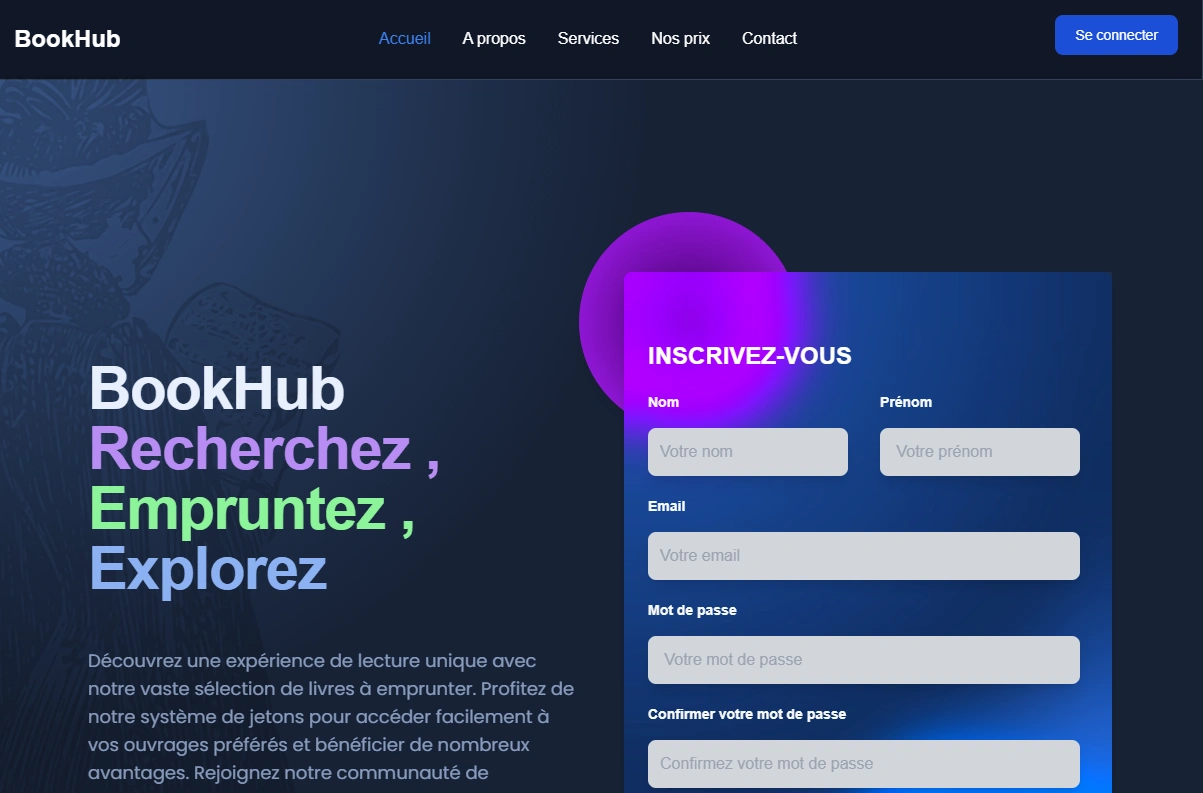 BookHub
Accueil
A propos
Services
Nos prix
Contact
Se connecter
BookHub
Recherchez ,
Empruntez ,
Explorez
Découvrez une expérience de lecture unique avec
notre vaste sélection de livres à emprunter. Profitez de
notre système de jetons pour accéder facilement à
vos ouvrages préférés et bénéficier de nombreux
avantages. Rejoignez notre communauté de
INSCRIVEZ-VOUS
Nom
Prénom
Votre nom
Votre prénom
Email
Votre email
Mot de passe
Votre mot de passe
Confirmer votre mot de passe
Confirmez votre mot de passe